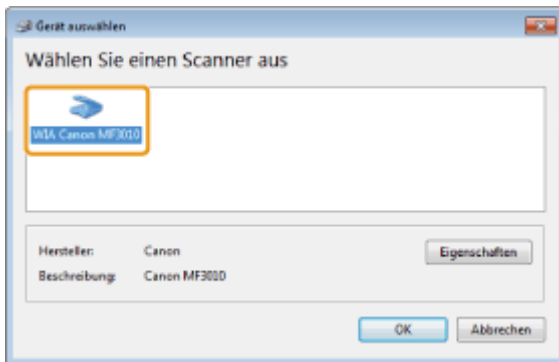 Gerät auswählen
Wählen Sie einen Scanner aus
WIA Canon MF3010
Hersteller: Canon
Eigenschaften
Beschreibung: Canon MF3010
OK Abbrechen